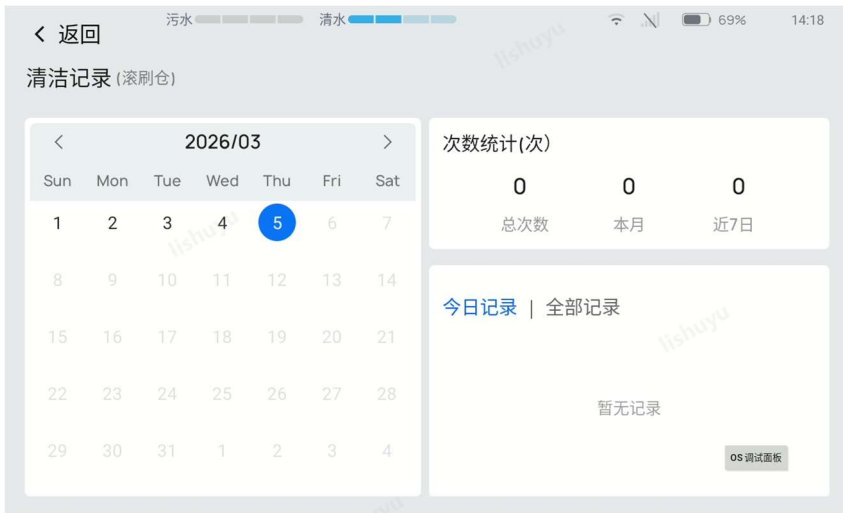 污水 清水 69% 14:18
返回
清洁记录 (滚刷仓)
2026/03
Sun Mon Tue Wed Thu Fri Sat
1 2 3 4 5 6 7
8 9 10 11 12 13 14
15 16 17 18 19 20 21
22 23 24 25 26 27 28
29 30 31 1 2 3 4
次数统计(次）
0 0 0
总次数 本月 近7日
今日记录 | 全部记录
暂无记录
OS 调试面板
lishuyu
lishuyu
lishuyu